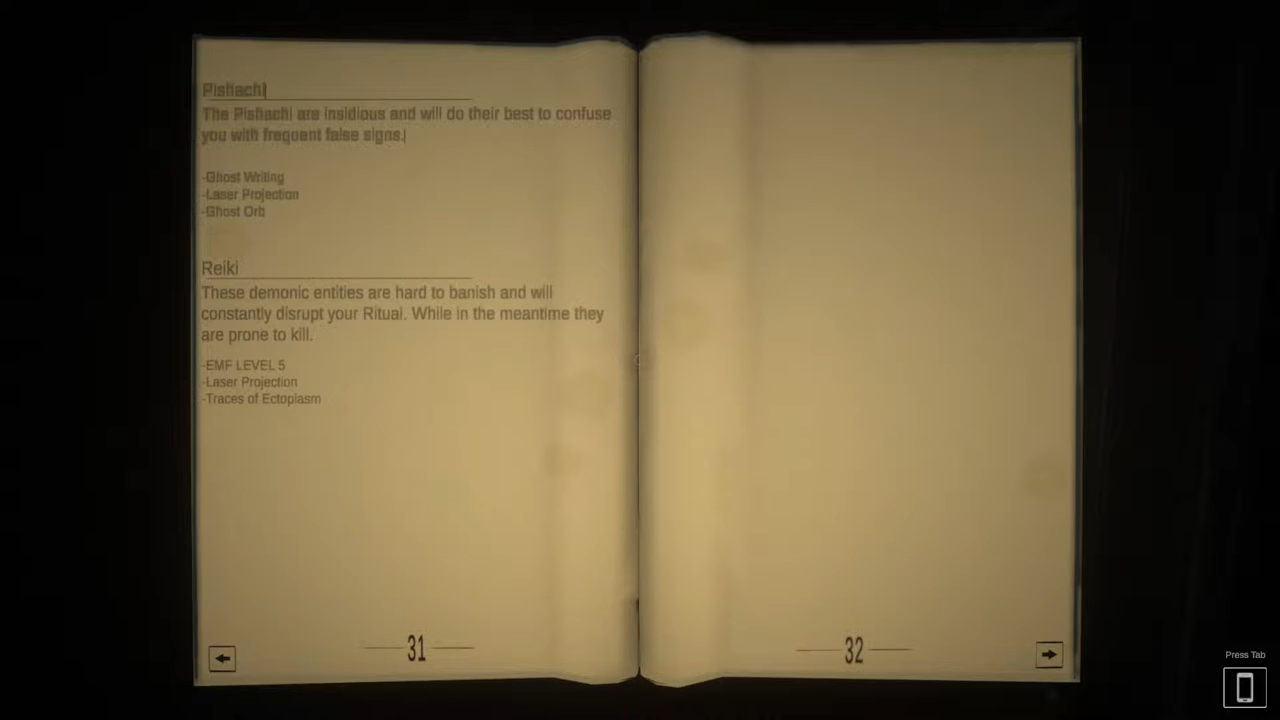 Pishachi
The Pishachi are insidious and will do their best to confuse
you with frequent false signs.
-Ghost Writing
-Laser Projection
-Ghost Orb
Reiki
These demonic entities are hard to banish and will
constantly disrupt your Ritual. While in the meantime they
are prone to kill.
-EMF LEVEL 5
-Laser Projection
-Traces of Ectoplasm
31
32
Press Tab